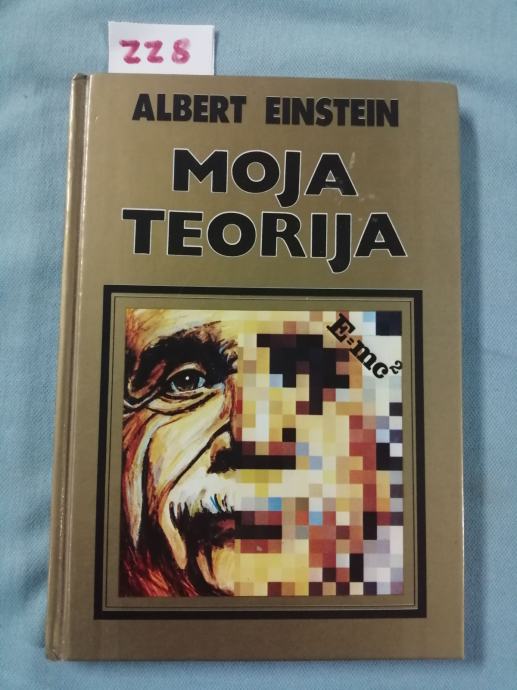 228
ALBERT EINSTEIN
MOJA
TEORIJA
E=mc²